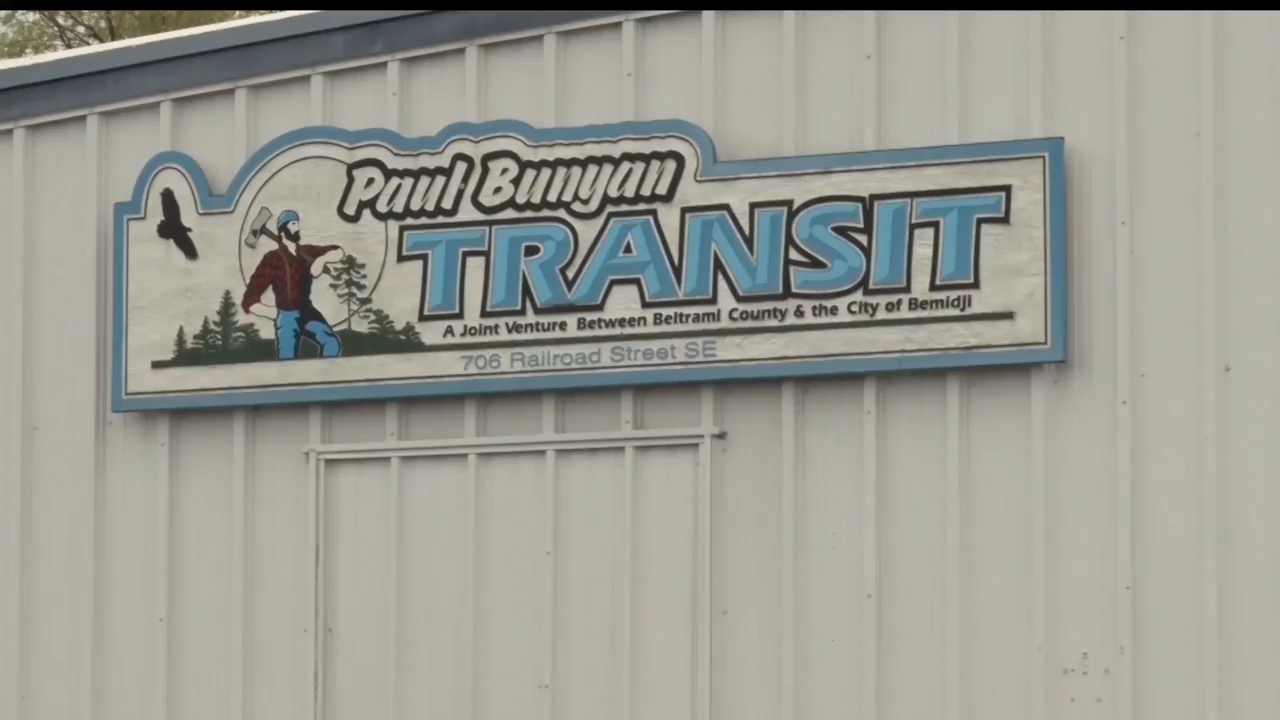 Paul Bunyan
TRANSIT
A Joint Venture Between Beltrami County & the City of Bemidji
706 Railroad Street SE